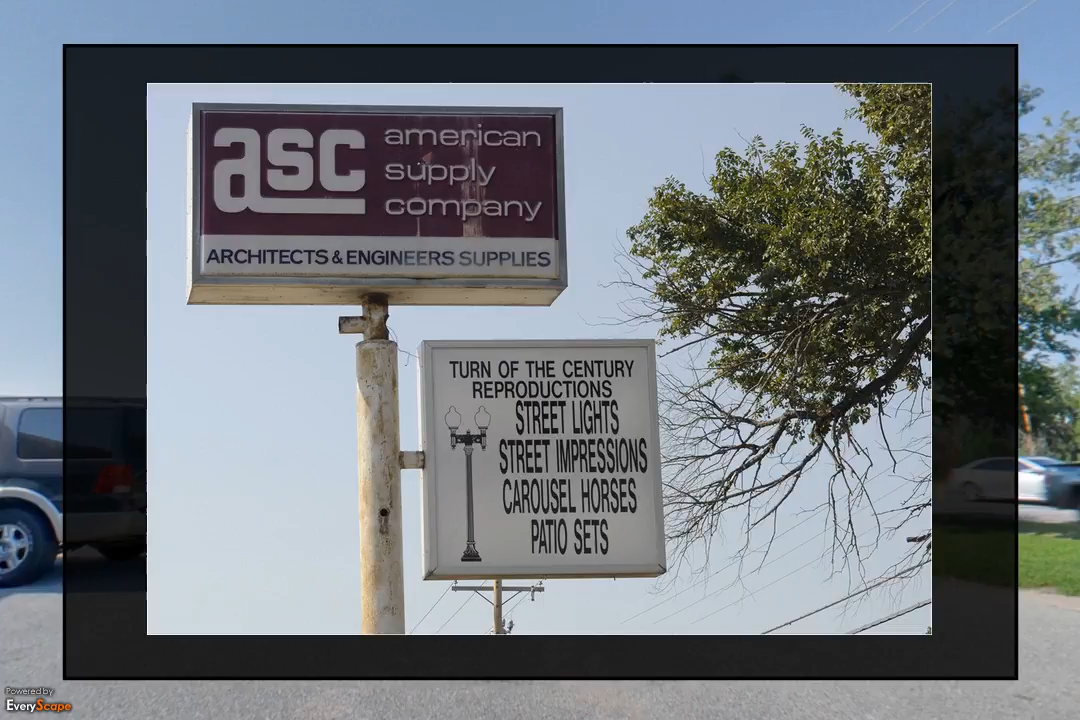 asc
american
supply
company
ARCHITECTS & ENGINEERS SUPPLIES
TURN OF THE CENTURY
REPRODUCTIONS
STREET LIGHTS
STREET IMPRESSIONS
CAROUSEL HORSES
PATIO SETS
Powered by
EveryScape